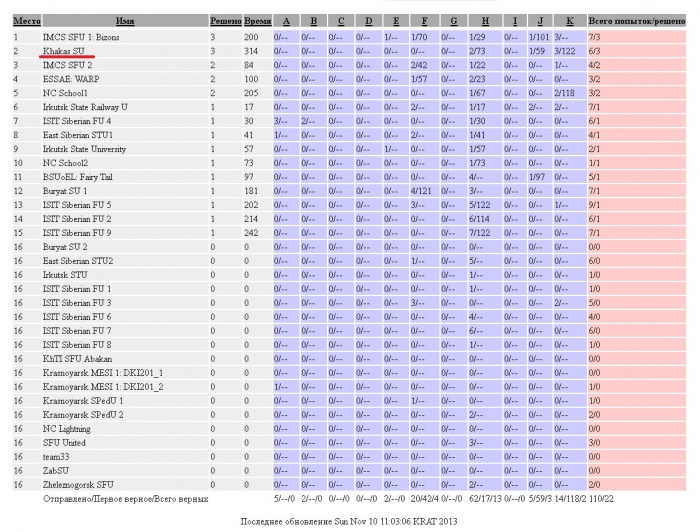 Место Имя Решено Время A B C D E F G H I J K Всего попыток/решено
1 IMCS SFU 1: Bizons 3 200 0/-- 0/-- 0/-- 0/-- 1/-- 1/70 0/-- 1/29 0/-- 1/101 3/-- 7/3
2 Khakas SU 3 314 0/-- 0/-- 0/-- 0/-- 0/-- 0/-- 0/-- 2/73 0/-- 1/59 3/122 6/3
3 IMCS SFU 2 2 84 0/-- 0/-- 0/-- 0/-- 0/-- 2/42 0/-- 1/22 0/-- 0/-- 1/-- 4/2
4 ESSAE: WARP 2 100 0/-- 0/-- 0/-- 0/-- 0/-- 1/57 0/-- 2/23 0/-- 0/-- 0/-- 3/2
5 NC School1 2 205 0/-- 0/-- 0/-- 0/-- 0/-- 0/-- 0/-- 1/67 0/-- 0/-- 2/118 3/2
6 Irkutsk State Railway U 1 17 0/-- 0/-- 0/-- 0/-- 0/-- 2/-- 0/-- 1/17 0/-- 2/-- 2/-- 7/1
7 ISIT Siberian FU 4 1 30 3/-- 2/-- 0/-- 0/-- 0/-- 0/-- 0/-- 1/30 0/-- 0/-- 0/-- 6/1
8 East Siberian STU1 1 41 1/-- 0/-- 0/-- 0/-- 0/-- 2/-- 0/-- 1/41 0/-- 0/-- 0/-- 4/1
9 Irkutsk State University 1 57 0/-- 0/-- 0/-- 0/-- 1/-- 0/-- 0/-- 1/57 0/-- 0/-- 0/-- 2/1
10 NC School2 1 73 0/-- 0/-- 0/-- 0/-- 0/-- 0/-- 0/-- 1/73 0/-- 0/-- 0/-- 1/1
11 BSUoEL: Fairy Tail 1 97 0/-- 0/-- 0/-- 0/-- 0/-- 0/-- 0/-- 4/-- 0/-- 1/97 0/-- 5/1
12 Buryat SU 1 1 181 0/-- 0/-- 0/-- 0/-- 0/-- 4/121 0/-- 3/-- 0/-- 0/-- 0/-- 7/1
13 ISIT Siberian FU 5 1 202 0/-- 0/-- 0/-- 0/-- 0/-- 3/-- 0/-- 5/122 0/-- 0/-- 1/-- 9/1
14 ISIT Siberian FU 2 1 214 0/-- 0/-- 0/-- 0/-- 0/-- 0/-- 0/-- 6/114 0/-- 0/-- 0/-- 6/1
15 ISIT Siberian FU 9 1 242 0/-- 0/-- 0/-- 0/-- 0/-- 0/-- 0/-- 7/122 0/-- 0/-- 0/-- 7/1
16 Buryat SU 2 0 0 0/-- 0/-- 0/-- 0/-- 0/-- 0/-- 0/-- 0/-- 0/-- 0/-- 0/-- 0/0
16 East Siberian STU2 0 0 0/-- 0/-- 0/-- 0/-- 0/-- 1/-- 0/-- 5/-- 0/-- 0/-- 0/-- 6/0
16 Irkutsk STU 0 0 0/-- 0/-- 0/-- 0/-- 0/-- 0/-- 0/-- 1/-- 0/-- 0/-- 0/-- 1/0
16 ISIT Siberian FU 1 0 0 0/-- 0/-- 0/-- 0/-- 0/-- 0/-- 0/-- 1/-- 0/-- 0/-- 0/-- 1/0
16 ISIT Siberian FU 3 0 0 0/-- 0/-- 0/-- 0/-- 0/-- 3/-- 0/-- 0/-- 0/-- 0/-- 2/-- 5/0
16 ISIT Siberian FU 6 0 0 0/-- 0/-- 0/-- 0/-- 0/-- 0/-- 0/-- 4/-- 0/-- 0/-- 0/-- 4/0
16 ISIT Siberian FU 7 0 0 0/-- 0/-- 0/-- 0/-- 0/-- 0/-- 0/-- 6/-- 0/-- 0/-- 0/-- 6/0
16 ISIT Siberian FU 8 0 0 0/-- 0/-- 0/-- 0/-- 0/-- 0/-- 0/-- 1/-- 0/-- 0/-- 0/-- 1/0
16 KhTI SFU Abakan 0 0 0/-- 0/-- 0/-- 0/-- 0/-- 0/-- 0/-- 0/-- 0/-- 0/-- 0/-- 0/0
16 Krasnoyarsk MESI 1: DKI201_1 0 0 0/-- 0/-- 0/-- 0/-- 0/-- 0/-- 0/-- 0/-- 0/-- 0/-- 0/-- 0/0
16 Krasnoyarsk MESI 1: DKI201_2 0 0 1/-- 0/-- 0/-- 0/-- 0/-- 0/-- 0/-- 0/-- 0/-- 0/-- 0/-- 1/0
16 Krasnoyarsk SPedU 1 0 0 0/-- 0/-- 0/-- 0/-- 0/-- 1/-- 0/-- 0/-- 0/-- 0/-- 0/-- 1/0
16 Krasnoyarsk SPedU 2 0 0 0/-- 0/-- 0/-- 0/-- 0/-- 0/-- 0/-- 2/-- 0/-- 0/-- 0/-- 2/0
16 NC Lightning 0 0 0/-- 0/-- 0/-- 0/-- 0/-- 0/-- 0/-- 0/-- 0/-- 0/-- 0/-- 0/0
16 SFU United 0 0 0/-- 0/-- 0/-- 0/-- 0/-- 0/-- 0/-- 3/-- 0/-- 0/-- 0/-- 3/0
16 team33 0 0 0/-- 0/-- 0/-- 0/-- 0/-- 0/-- 0/-- 0/-- 0/-- 0/-- 0/-- 0/0
16 ZabSU 0 0 0/-- 0/-- 0/-- 0/-- 0/-- 0/-- 0/-- 0/-- 0/-- 0/-- 0/-- 0/0
16 Zheleznogorsk SFU 0 0 0/-- 0/-- 0/-- 0/-- 0/-- 0/-- 0/-- 2/-- 0/-- 0/-- 0/-- 2/0
Отправлено/Первое верное/Всего верных 5/--/0 2/--/0 0/--/0 0/--/0 2/--/0 20/42/4 0/--/0 62/17/13 0/--/0 5/59/3 14/118/2 110/22
Последнее обновление Sun Nov 10 11:03:06 KRAT 2013